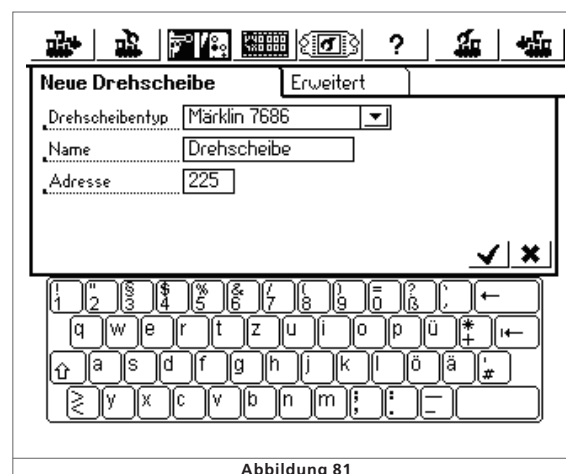 ?
Neue Drehscheibe Erweitert
Drehscheibentyp Märklin 7686
Name Drehscheibe
Adresse 225
! " § $ % & / ( ) = ? `
1 2 3 4 5 6 7 8 9 0 ß ' ←
q w e r t z u i o p ü * +
a s d f g h j k l ö ä ' #
> < y x c v b n m ; , : . _ -
Abbildung 81